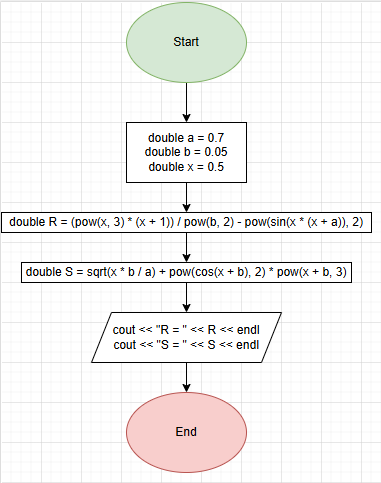 Start
double a = 0.7
double b = 0.05
double x = 0.5
double R = (pow(x, 3) * (x + 1)) / pow(b, 2) - pow(sin(x * (x + a)), 2)
double S = sqrt(x * b / a) + pow(cos(x + b), 2) * pow(x + b, 3)
cout << "R = " << R << endl
cout << "S = " << S << endl
End